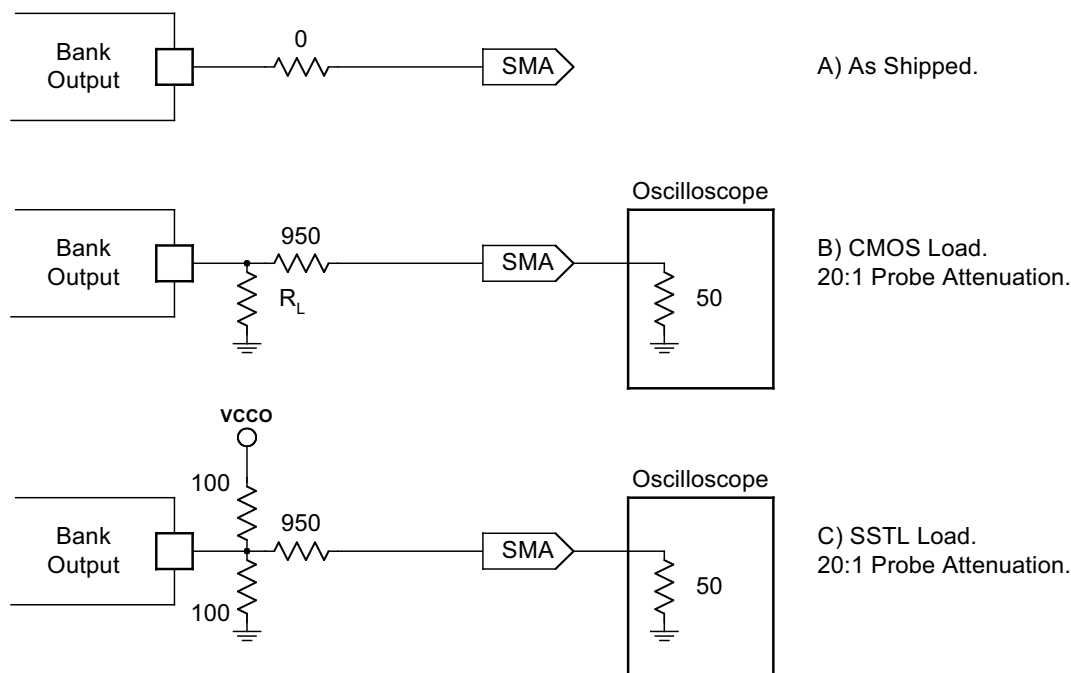 0
Bank
Output
SMA
A) As Shipped.
Oscilloscope
950
Bank
Output
R_L
SMA
50
B) CMOS Load.
20:1 Probe Attenuation.
VCCO
100
Oscilloscope
950
Bank
Output
SMA
50
C) SSTL Load.
20:1 Probe Attenuation.
100